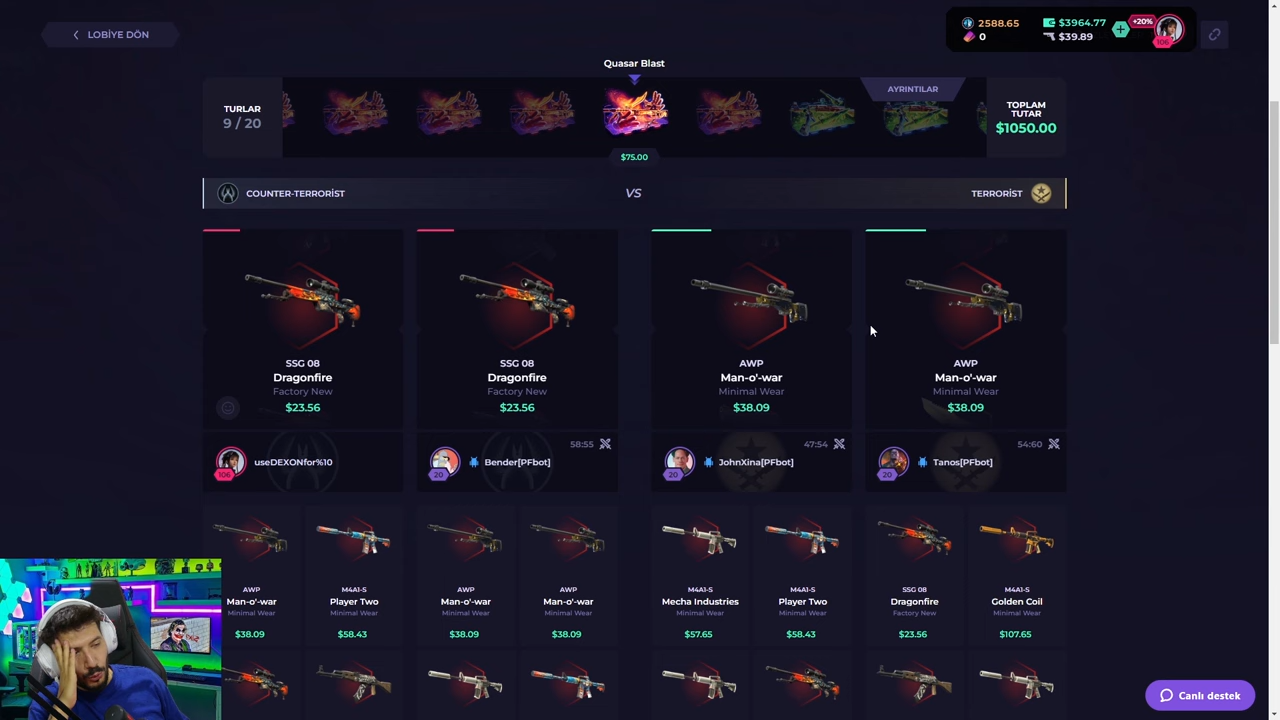 LOBİYE DÖN
2588.65
$3964.77
+20%
0
$39.89
106
Quasar Blast
AYRINTILAR
TURLAR
9 / 20
TOPLAM
TUTAR
$1050.00
$75.00
COUNTER-TERRORİST
VS
TERRORİST
SSG 08
Dragonfire
Factory New
$23.56
SSG 08
Dragonfire
Factory New
$23.56
AWP
Man-o'-war
Minimal Wear
$38.09
AWP
Man-o'-war
Minimal Wear
$38.09
useDEXONfor%10
106
58:55
Bender[PFbot]
20
47:54
JohnXina[PFbot]
20
54:60
Tanos[PFbot]
20
AWP
Man-o'-war
Minimal Wear
$38.09
M4A1-S
Player Two
Minimal Wear
$58.43
AWP
Man-o'-war
Minimal Wear
$38.09
AWP
Man-o'-war
Minimal Wear
$38.09
M4A1-S
Mecha Industries
Minimal Wear
$57.65
M4A1-S
Player Two
Minimal Wear
$58.43
SSG 08
Dragonfire
Factory New
$23.56
M4A1-S
Golden Coil
Minimal Wear
$107.65
Canlı destek